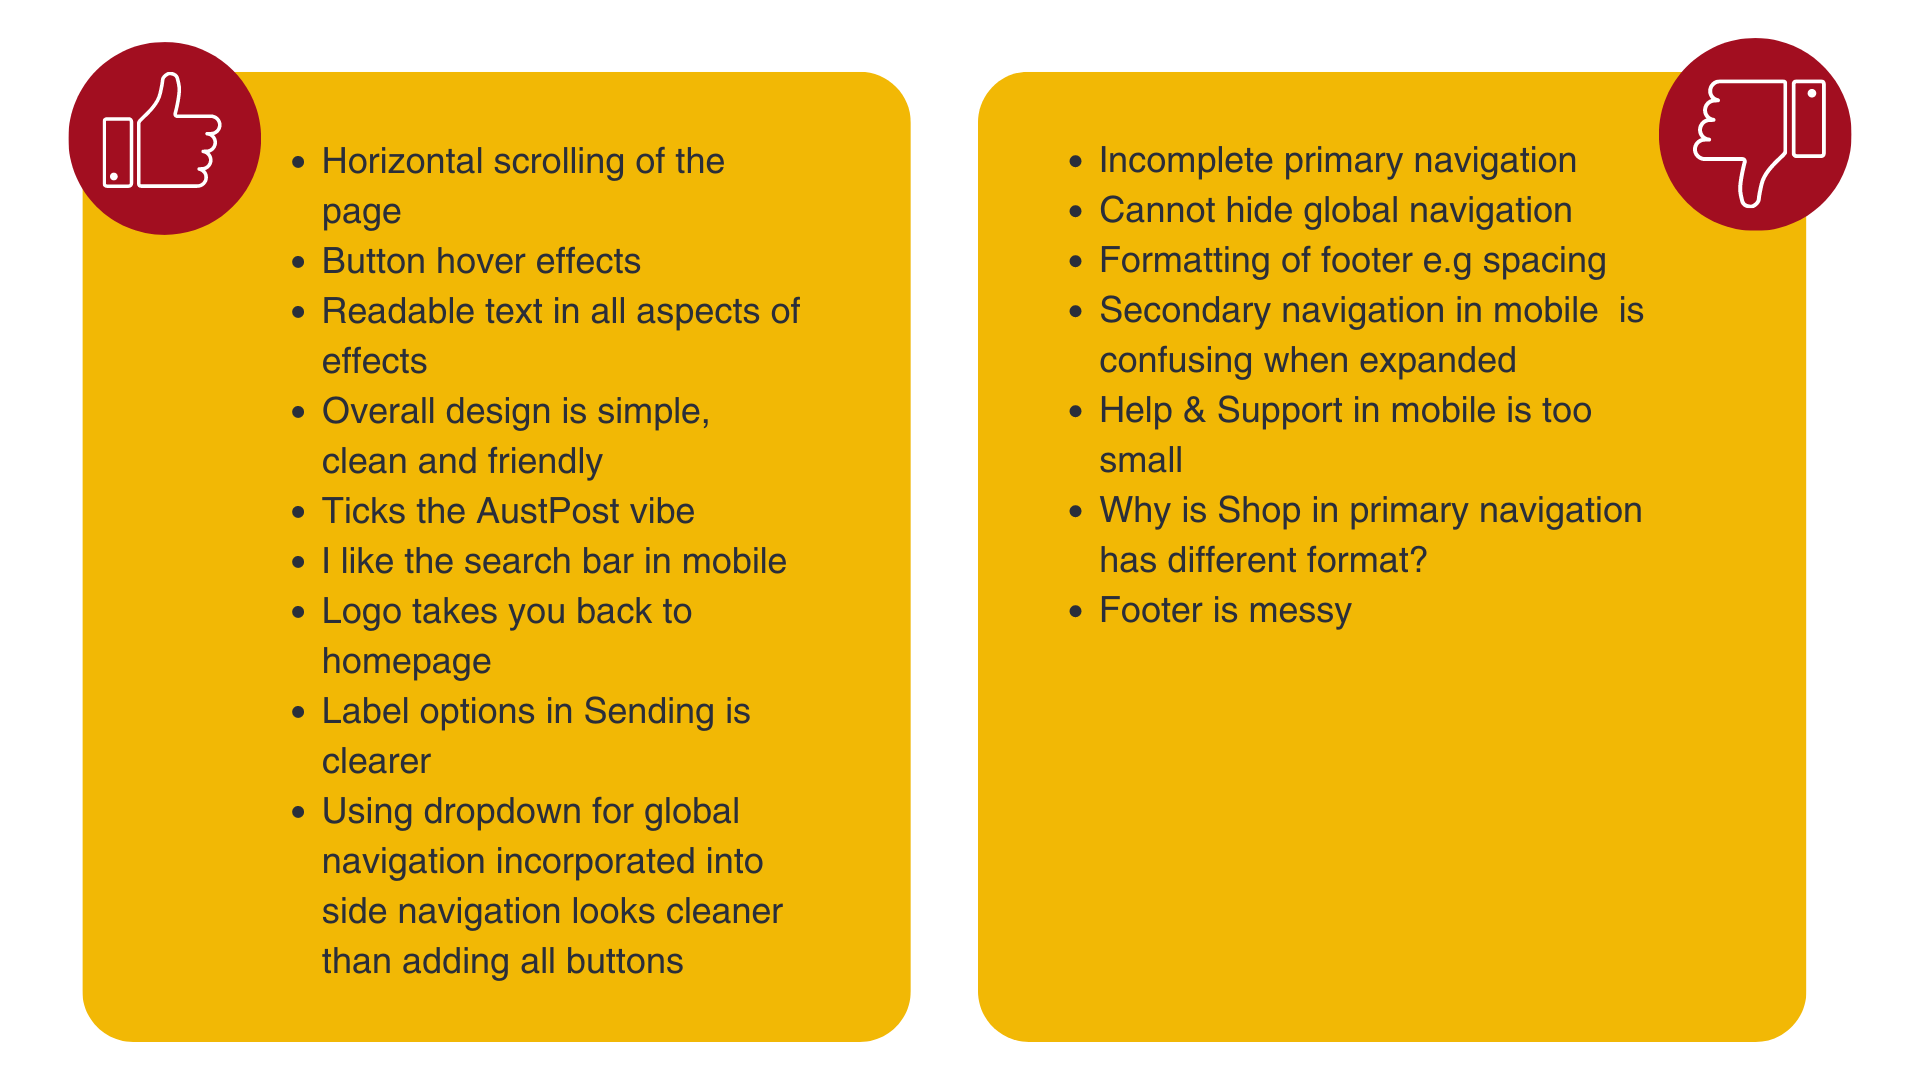 • Horizontal scrolling of the
page
• Button hover effects
• Readable text in all aspects of
effects
• Overall design is simple,
clean and friendly
• Ticks the AustPost vibe
• I like the search bar in mobile
• Logo takes you back to
homepage
• Label options in Sending is
clearer
• Using dropdown for global
navigation incorporated into
side navigation looks cleaner
than adding all buttons
• Incomplete primary navigation
• Cannot hide global navigation
• Formatting of footer e.g spacing
• Secondary navigation in mobile  is
confusing when expanded
• Help & Support in mobile is too
small
• Why is Shop in primary navigation
has different format?
• Footer is messy